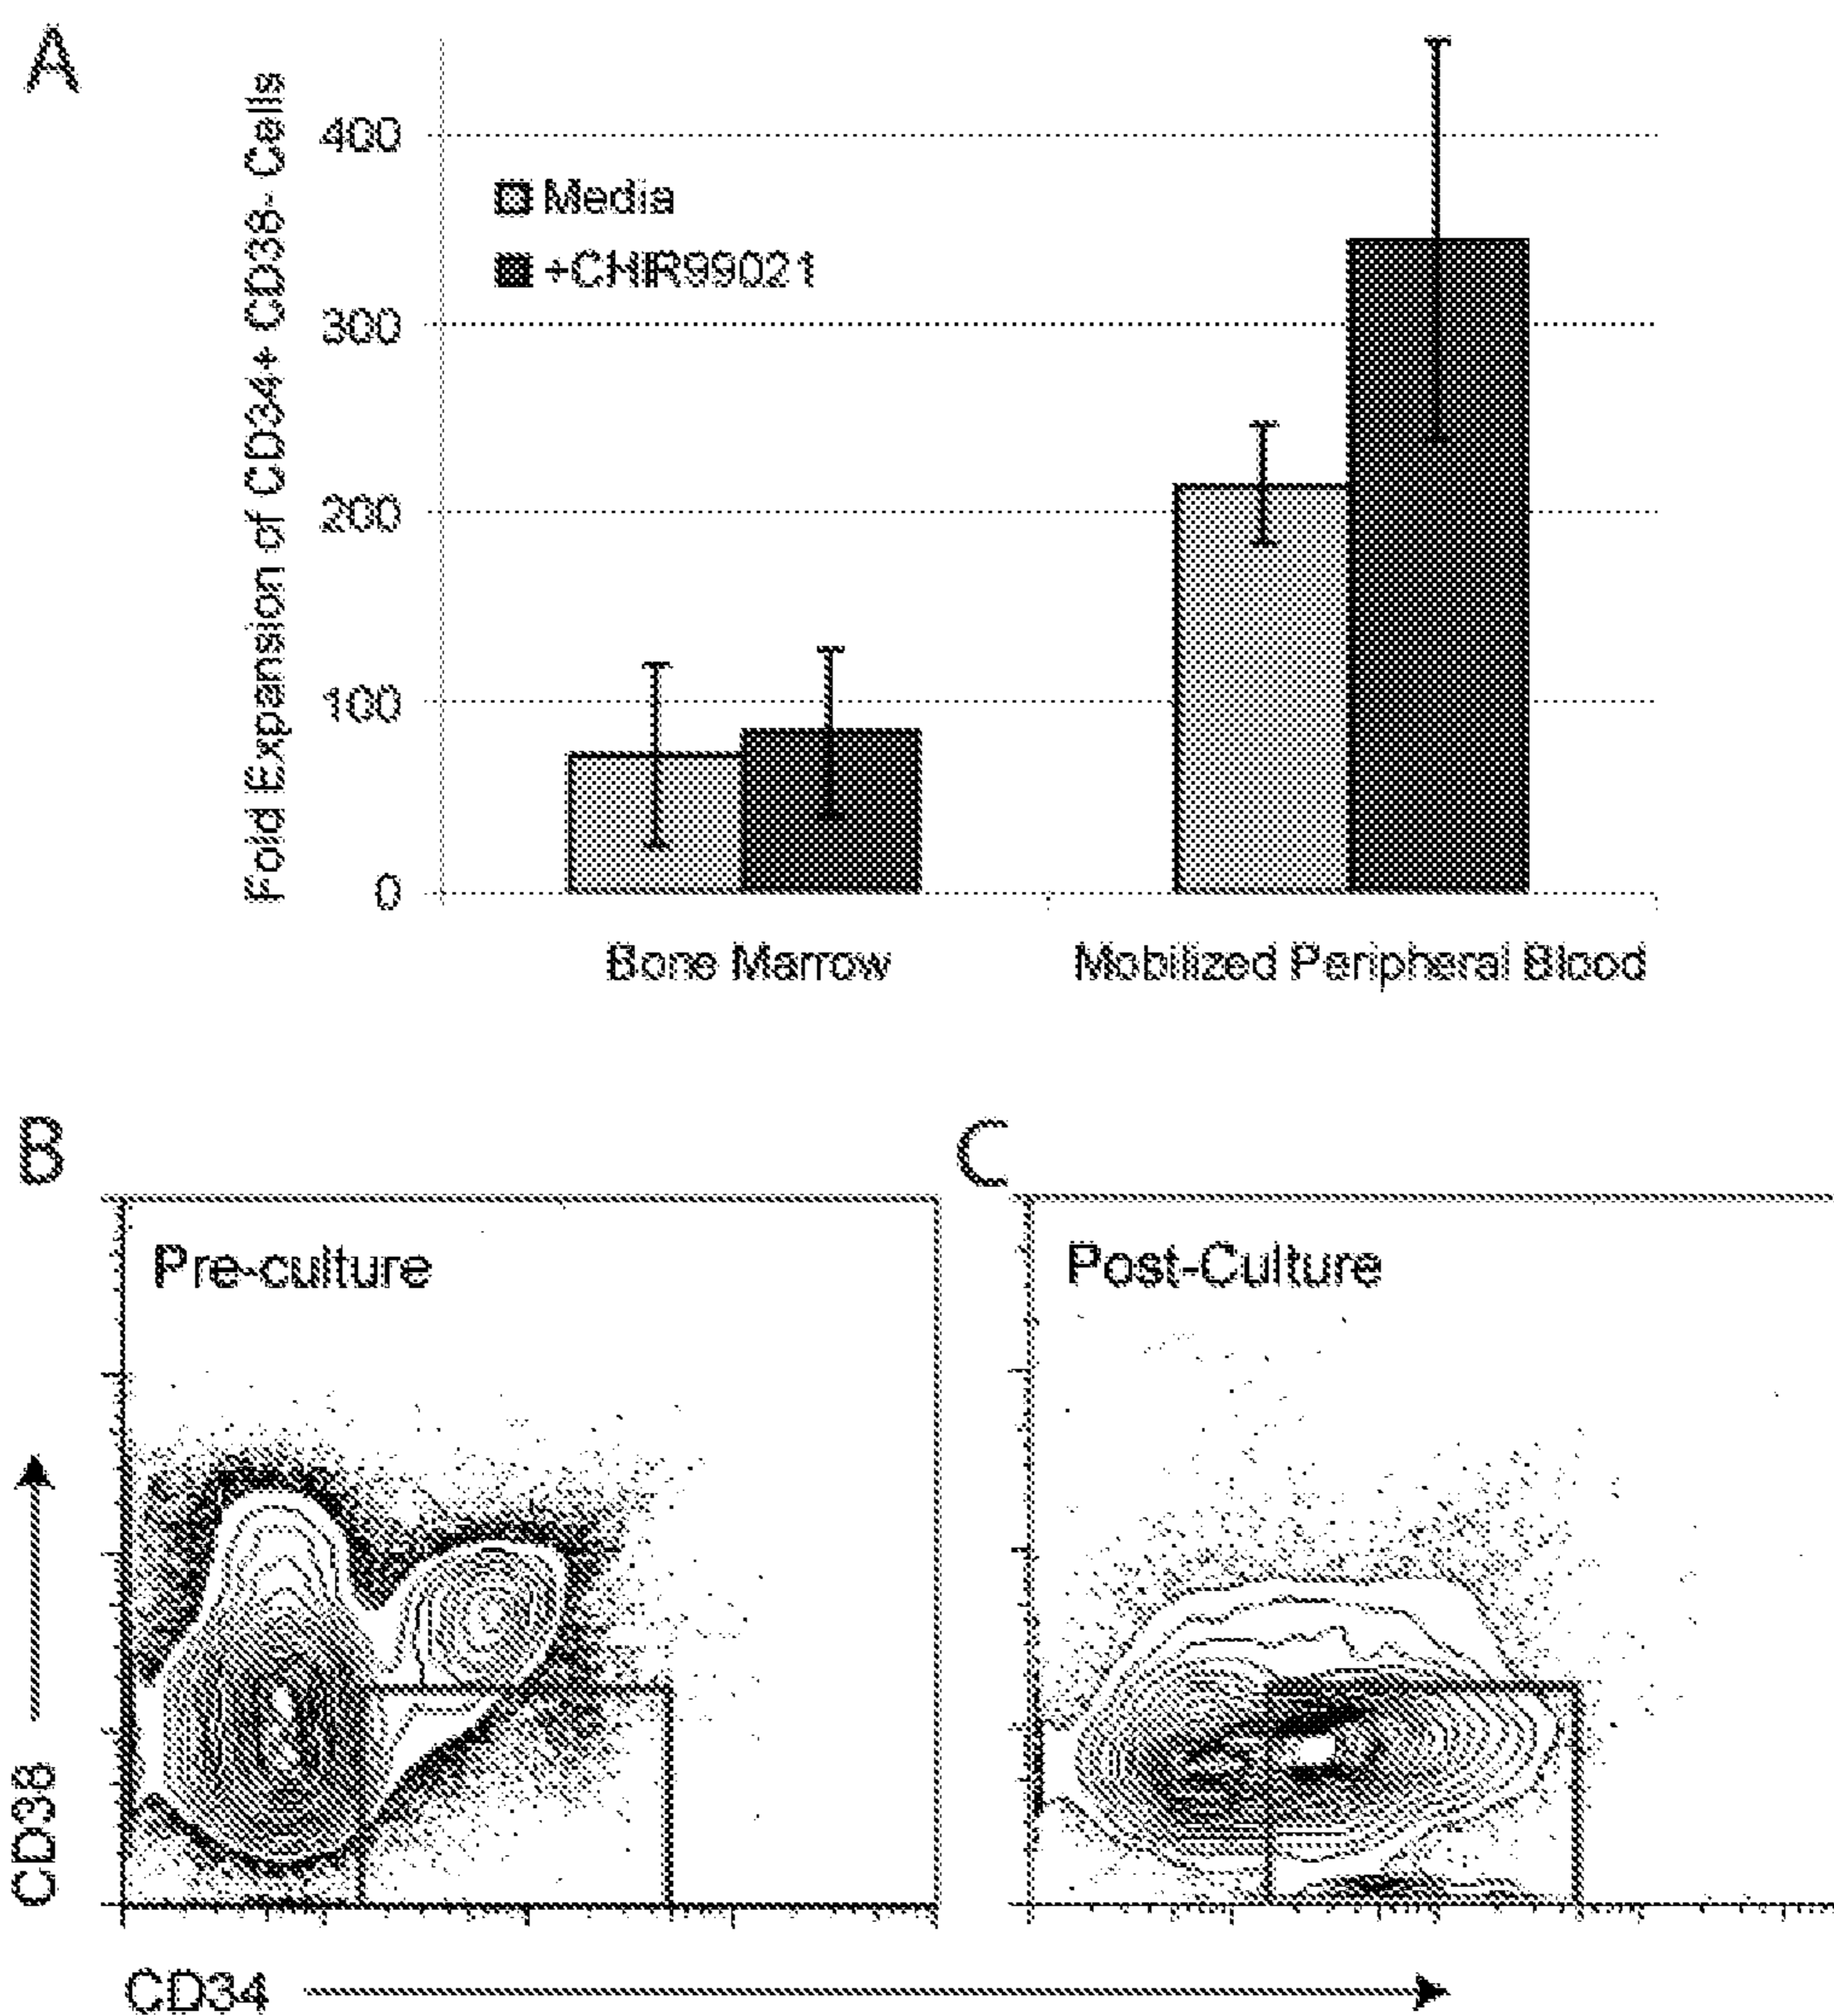 A
Fold Expansion of CD34+ CD38- Cells
400
300
200
100
0
Media
+CHIR99021
Bone Marrow
Mobilized Peripheral Blood
B
C
Pre-culture
Post-Culture
CD38
CD34